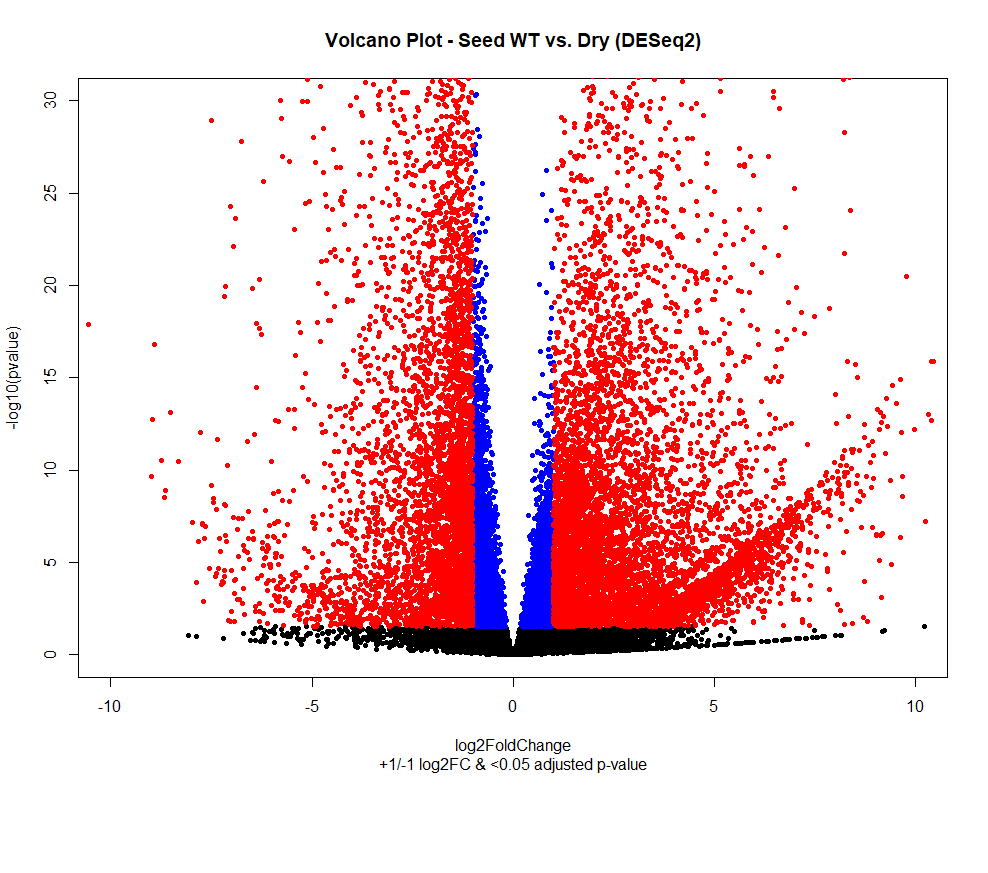 Volcano Plot - Seed WT vs. Dry (DESeq2)
30
25
20
15
10
5
0
-log10(pvalue)
-10 -5 0 5 10
log2FoldChange
+1/-1 log2FC & <0.05 adjusted p-value